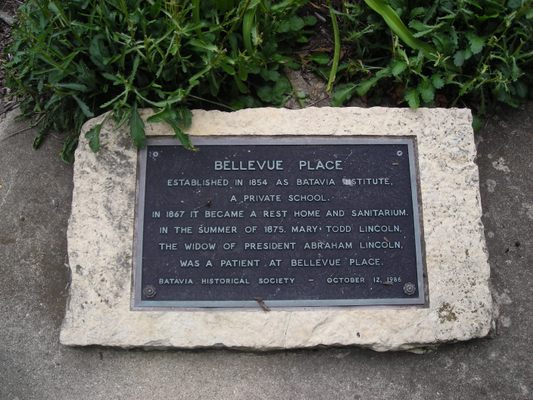 BELLEVUE PLACE
ESTABLISHED IN 1854 AS BATAVIA INSTITUTE,
A PRIVATE SCHOOL.
IN 1867 IT BECAME A REST HOME AND SANITARIUM.
IN THE SUMMER OF 1875, MARY TODD LINCOLN,
THE WIDOW OF PRESIDENT ABRAHAM LINCOLN,
WAS A PATIENT AT BELLEVUE PLACE.
BATAVIA HISTORICAL SOCIETY – OCTOBER 12, 1986